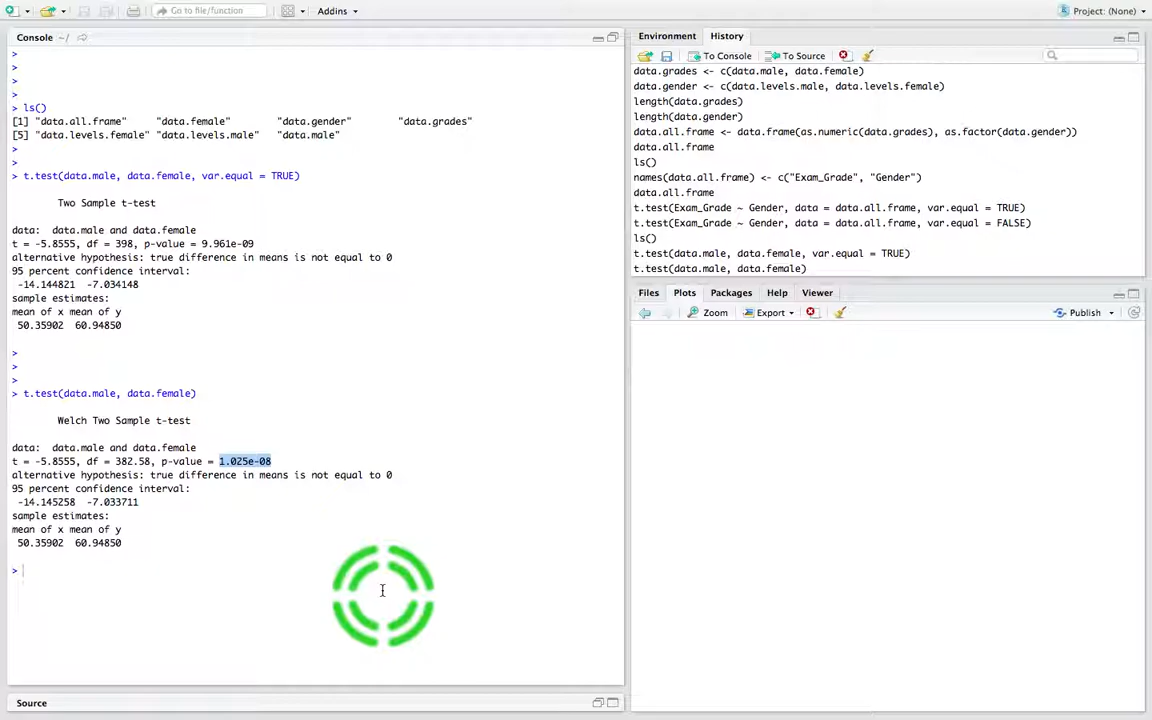 Go to file/function
Addins
Project: (None)
Console ~/
>
>
>
>
> ls()
[1] "data.all.frame"     "data.female"        "data.gender"        "data.grades"
[5] "data.levels.female" "data.levels.male"   "data.male"
>
>
> t.test(data.male, data.female, var.equal = TRUE)
Two Sample t-test
data:  data.male and data.female
t = -5.8555, df = 398, p-value = 9.961e-09
alternative hypothesis: true difference in means is not equal to 0
95 percent confidence interval:
-14.144821  -7.034148
sample estimates:
mean of x mean of y
50.35902  60.94850
>
>
>
> t.test(data.male, data.female)
Welch Two Sample t-test
data:  data.male and data.female
t = -5.8555, df = 382.58, p-value = 1.025e-08
alternative hypothesis: true difference in means is not equal to 0
95 percent confidence interval:
-14.145258  -7.033711
sample estimates:
mean of x mean of y
50.35902  60.94850
>
Source
Environment History
To Console To Source
data.grades <- c(data.male, data.female)
data.gender <- c(data.levels.male, data.levels.female)
length(data.grades)
length(data.gender)
data.all.frame <- data.frame(as.numeric(data.grades), as.factor(data.gender))
data.all.frame
ls()
names(data.all.frame) <- c("Exam_Grade", "Gender")
data.all.frame
t.test(Exam_Grade ~ Gender, data = data.all.frame, var.equal = TRUE)
t.test(Exam_Grade ~ Gender, data = data.all.frame, var.equal = FALSE)
ls()
t.test(data.male, data.female, var.equal = TRUE)
t.test(data.male, data.female)
Files Plots Packages Help Viewer
Zoom Export Publish